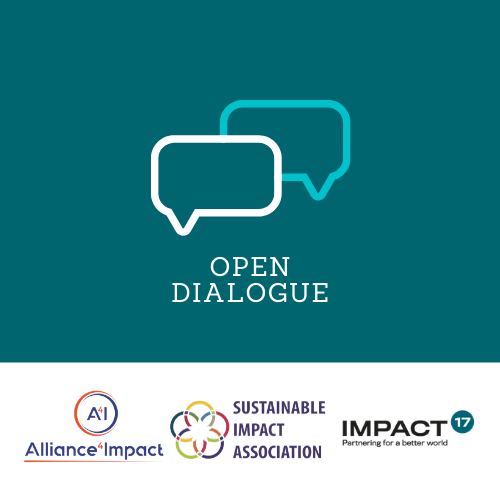 OPEN
DIALOGUE
A4I
Alliance4Impact
SUSTAINABLE
IMPACT
ASSOCIATION
IMPACT 17
Partnering for a better world